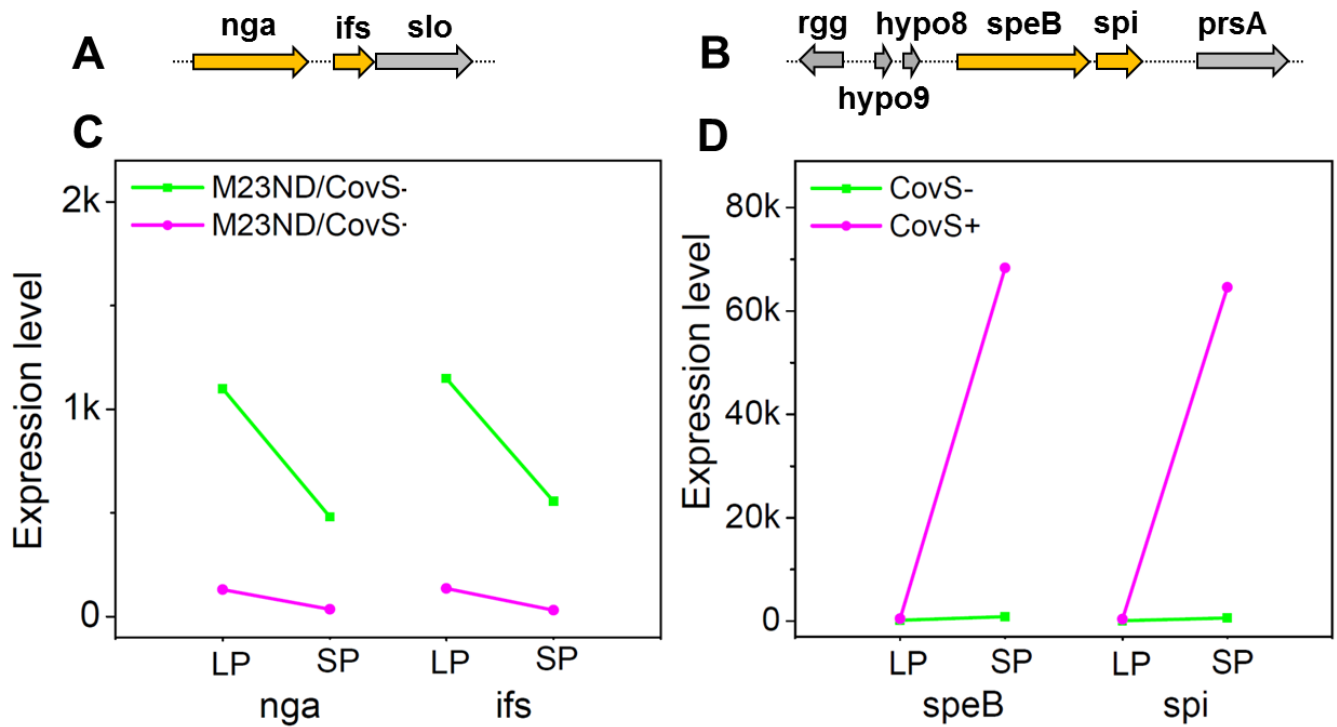 A
nga
ifs
slo
B
rgg
hypo9
hypo8
speB
spi
prsA
C
M23ND/CovS-
M23ND/CovS-
Expression level
2k
1k
0
LP
SP
LP
SP
nga
ifs
D
CovS-
CovS+
Expression level
80k
60k
40k
20k
0
LP
SP
LP
SP
speB
spi